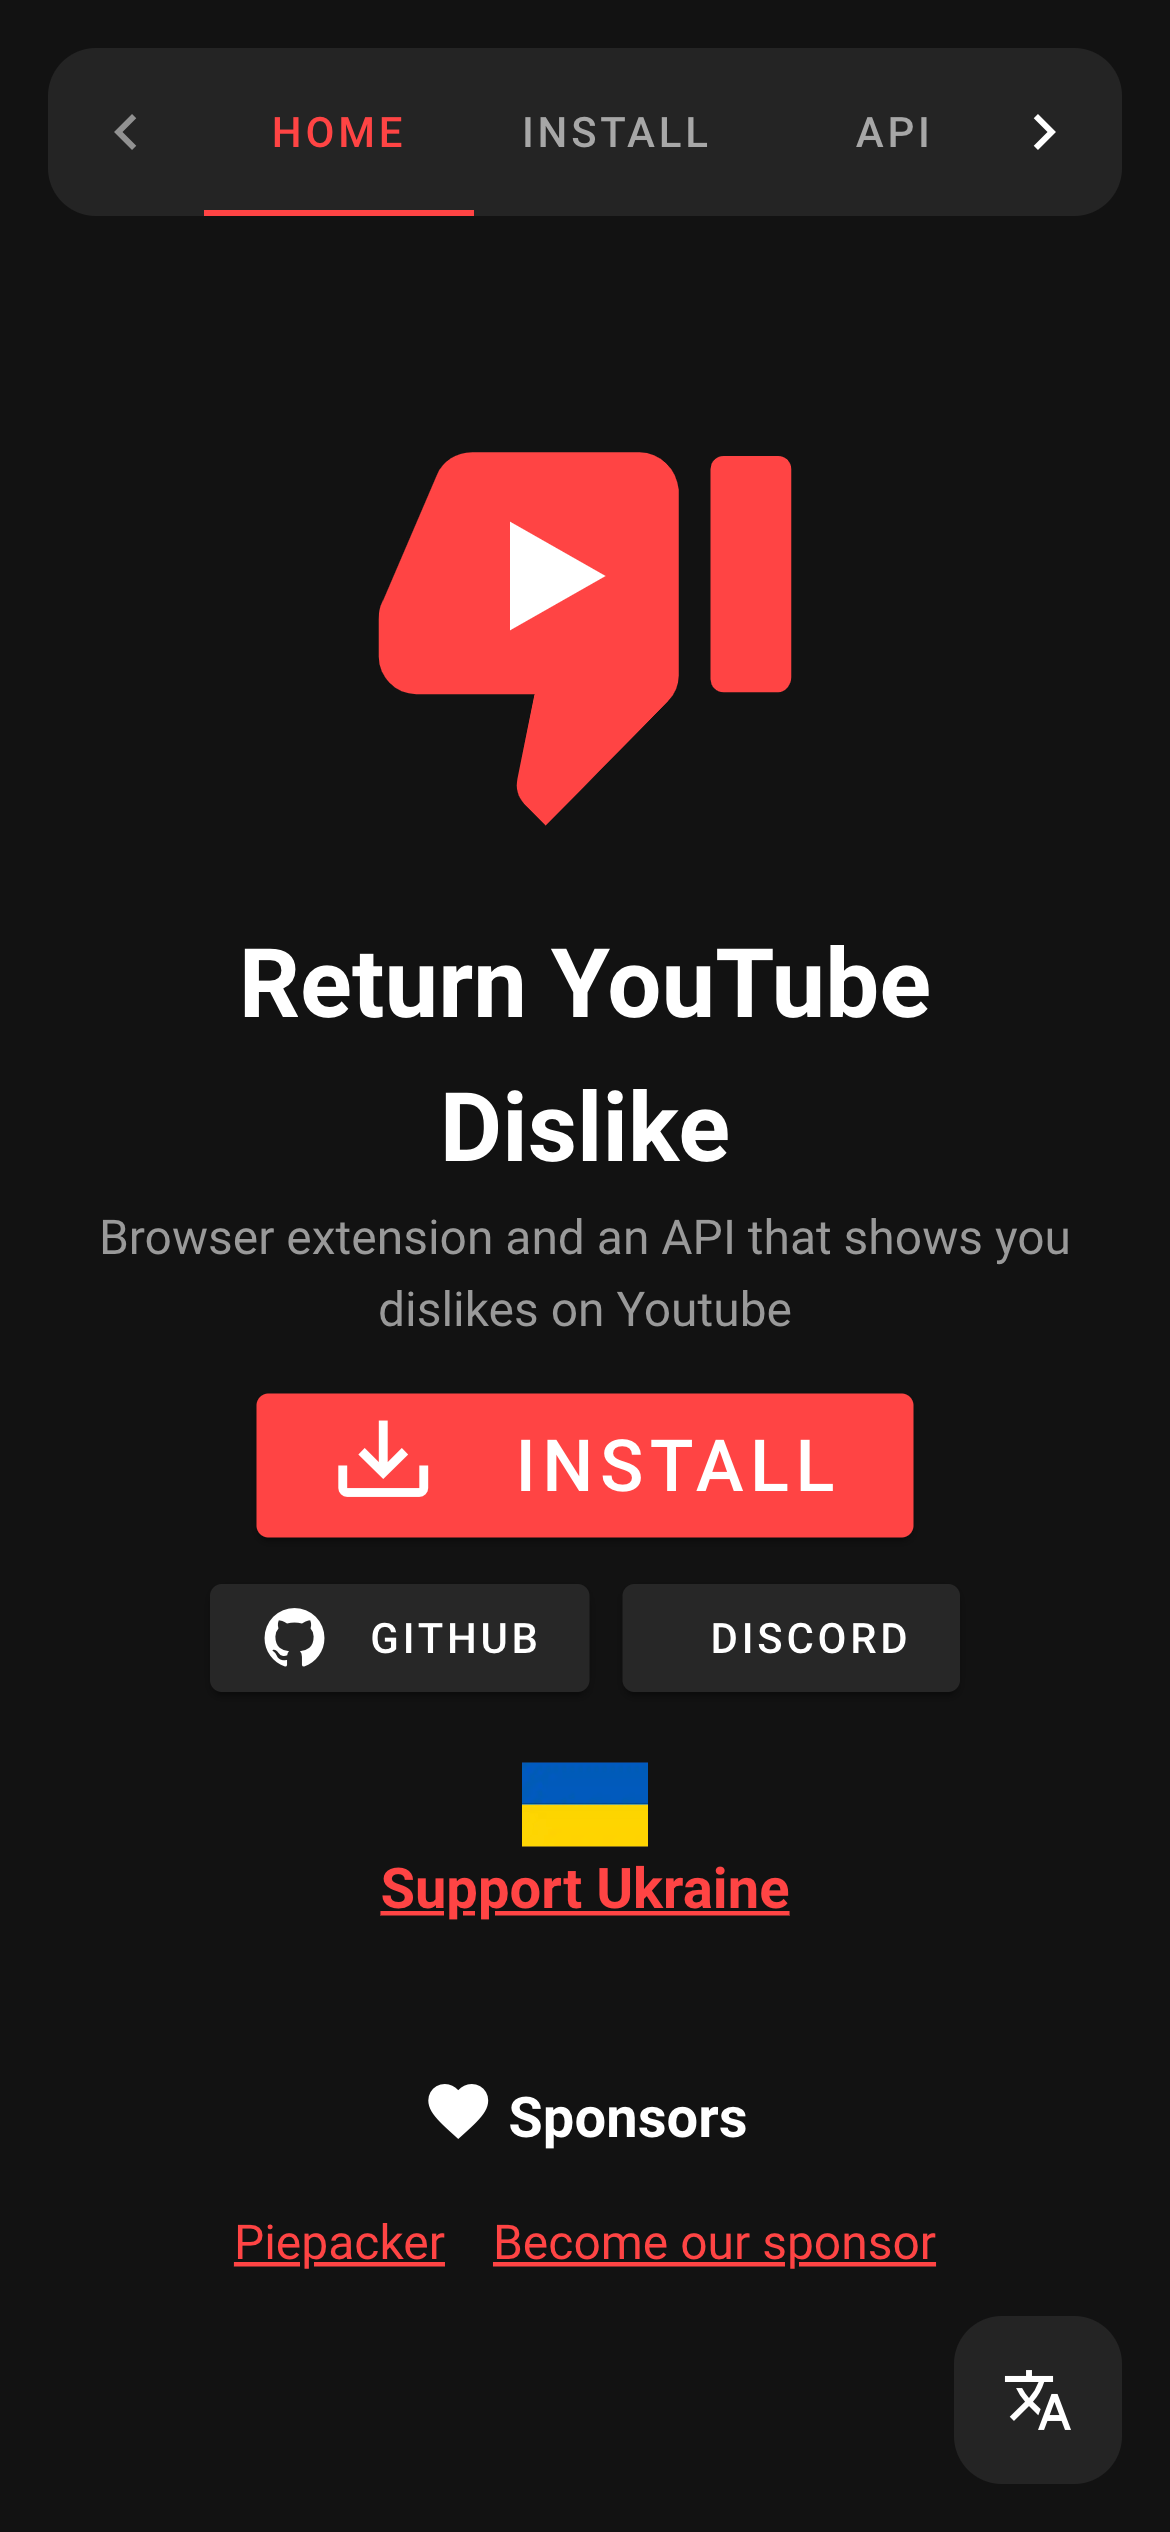 HOME INSTALL API
Return YouTube
Dislike
Browser extension and an API that shows you
dislikes on Youtube
INSTALL
GITHUB DISCORD
Support Ukraine
Sponsors
Piepacker Become our sponsor